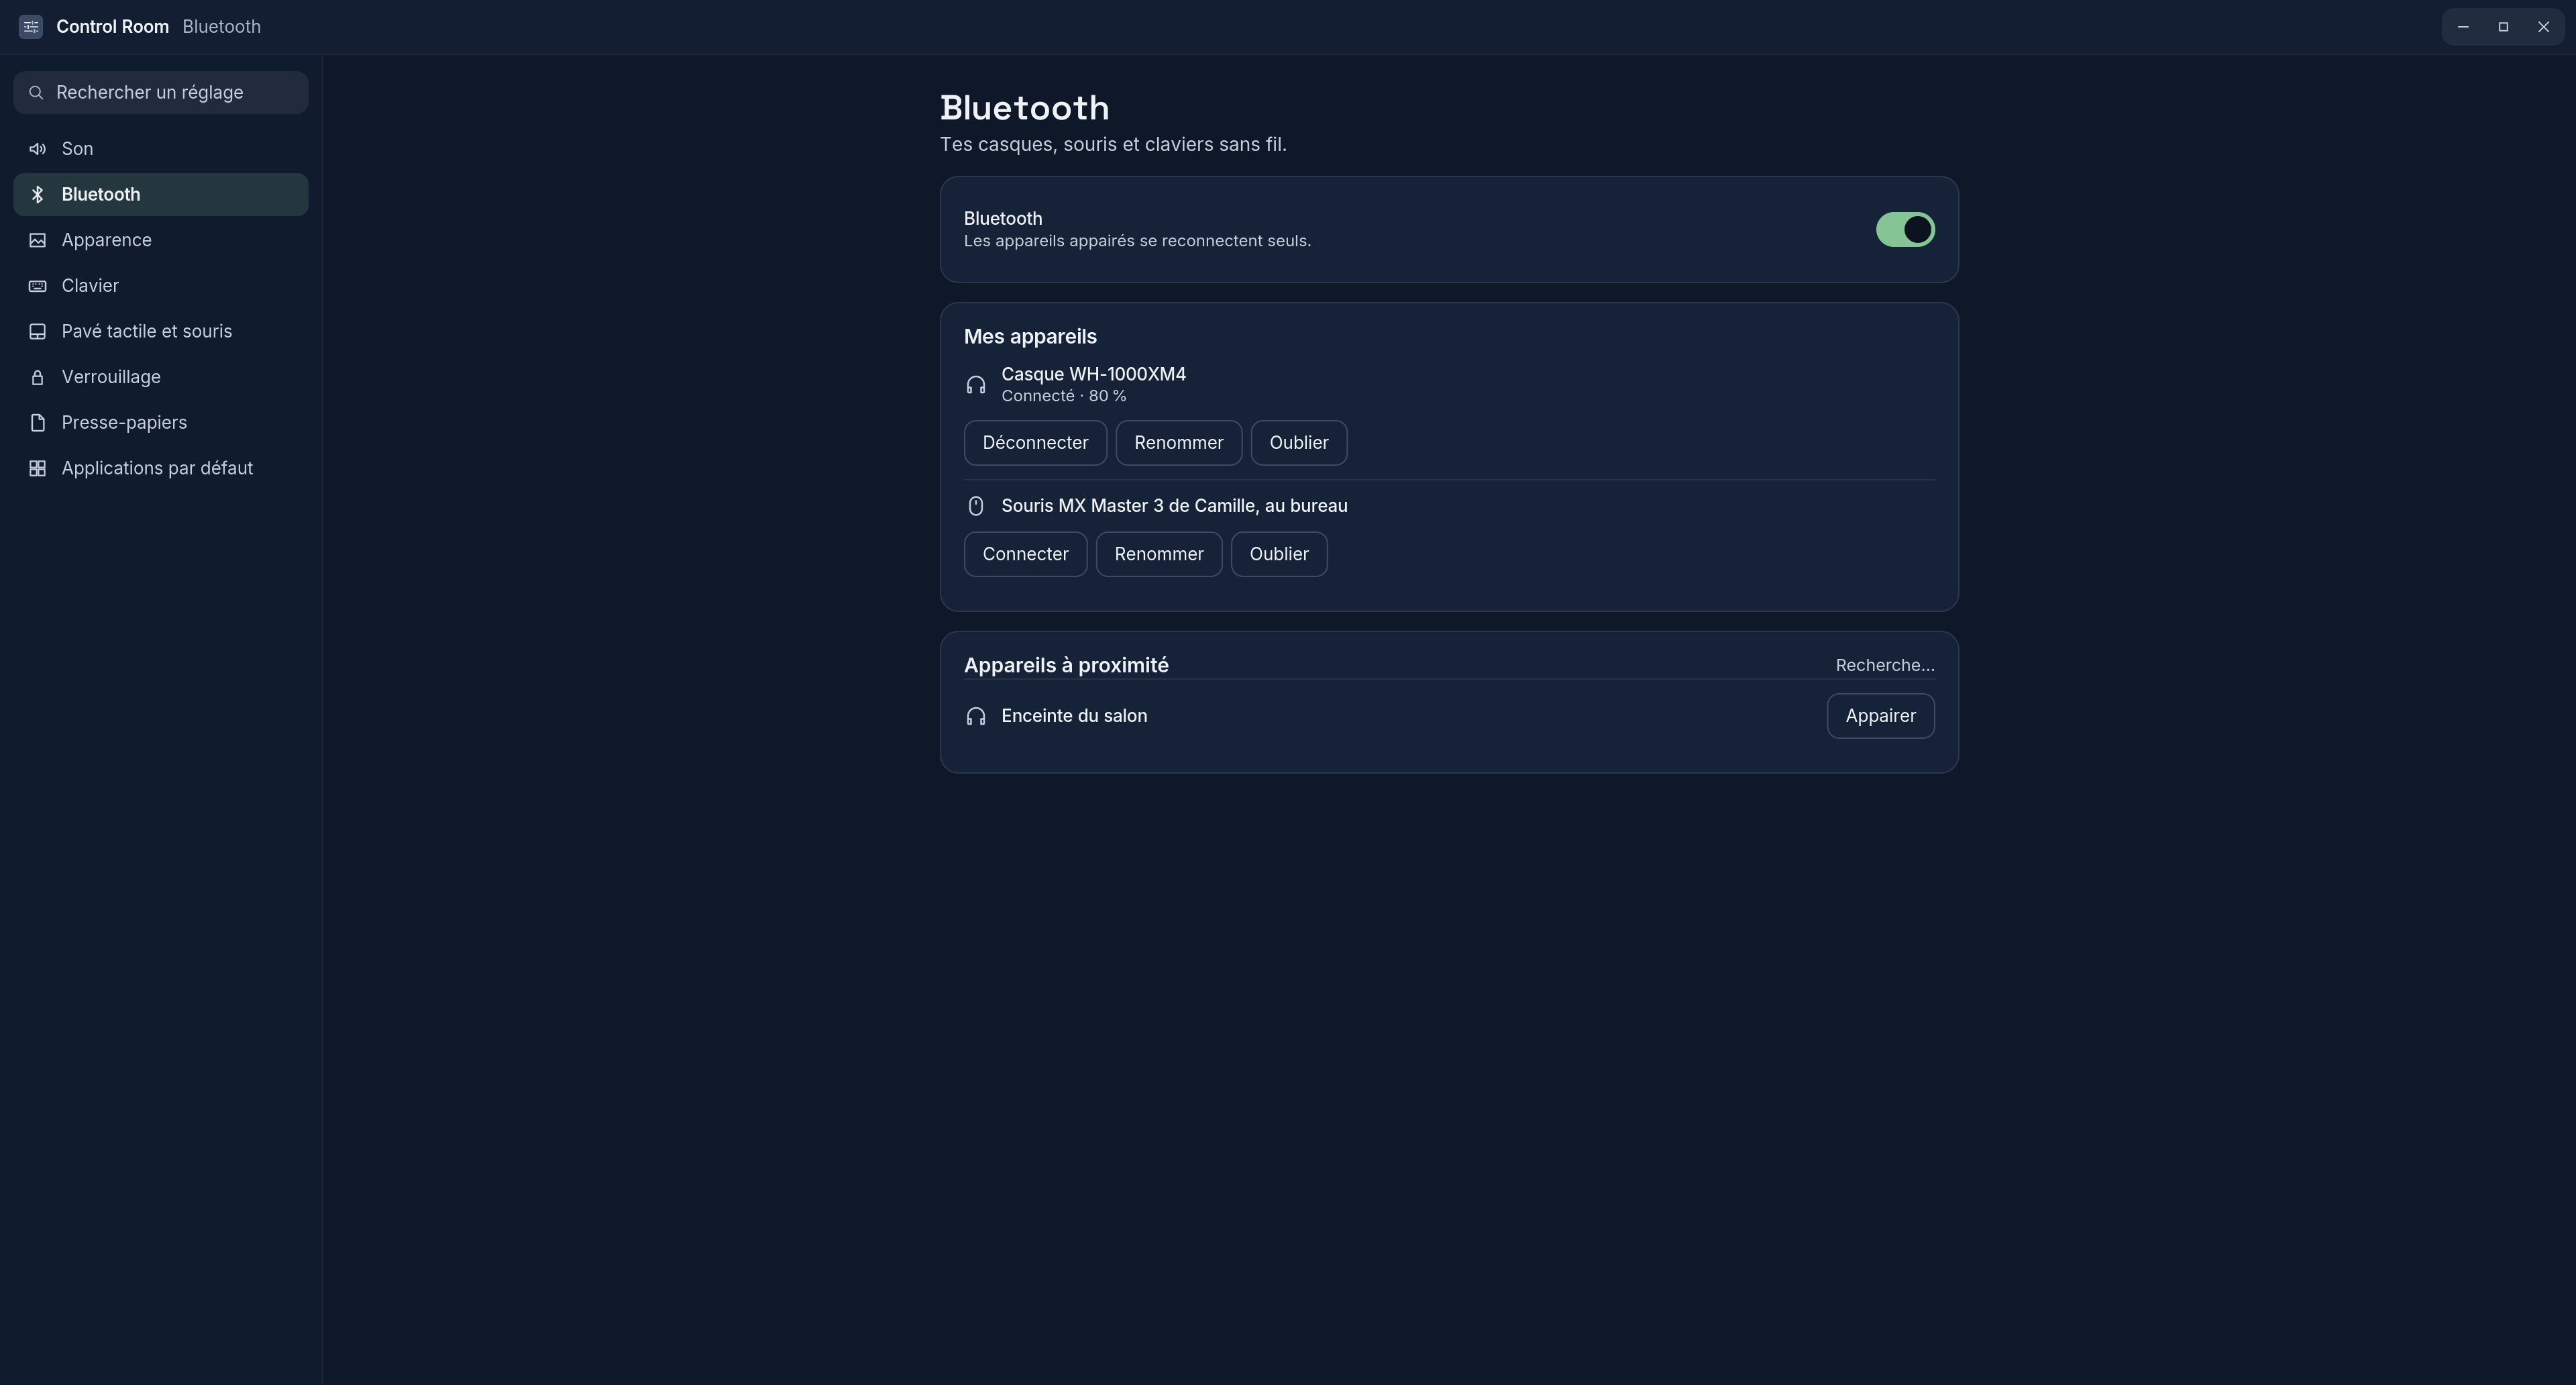 Control Room Bluetooth
Rechercher un réglage
Son
Bluetooth
Apparence
Clavier
Pavé tactile et souris
Verrouillage
Presse-papiers
Applications par défaut
Bluetooth
Tes casques, souris et claviers sans fil.
Bluetooth
Les appareils appairés se reconnectent seuls.
Mes appareils
Casque WH-1000XM4
Connecté · 80 %
Déconnecter Renommer Oublier
Souris MX Master 3 de Camille, au bureau
Connecter Renommer Oublier
Appareils à proximité Recherche…
Enceinte du salon Appairer